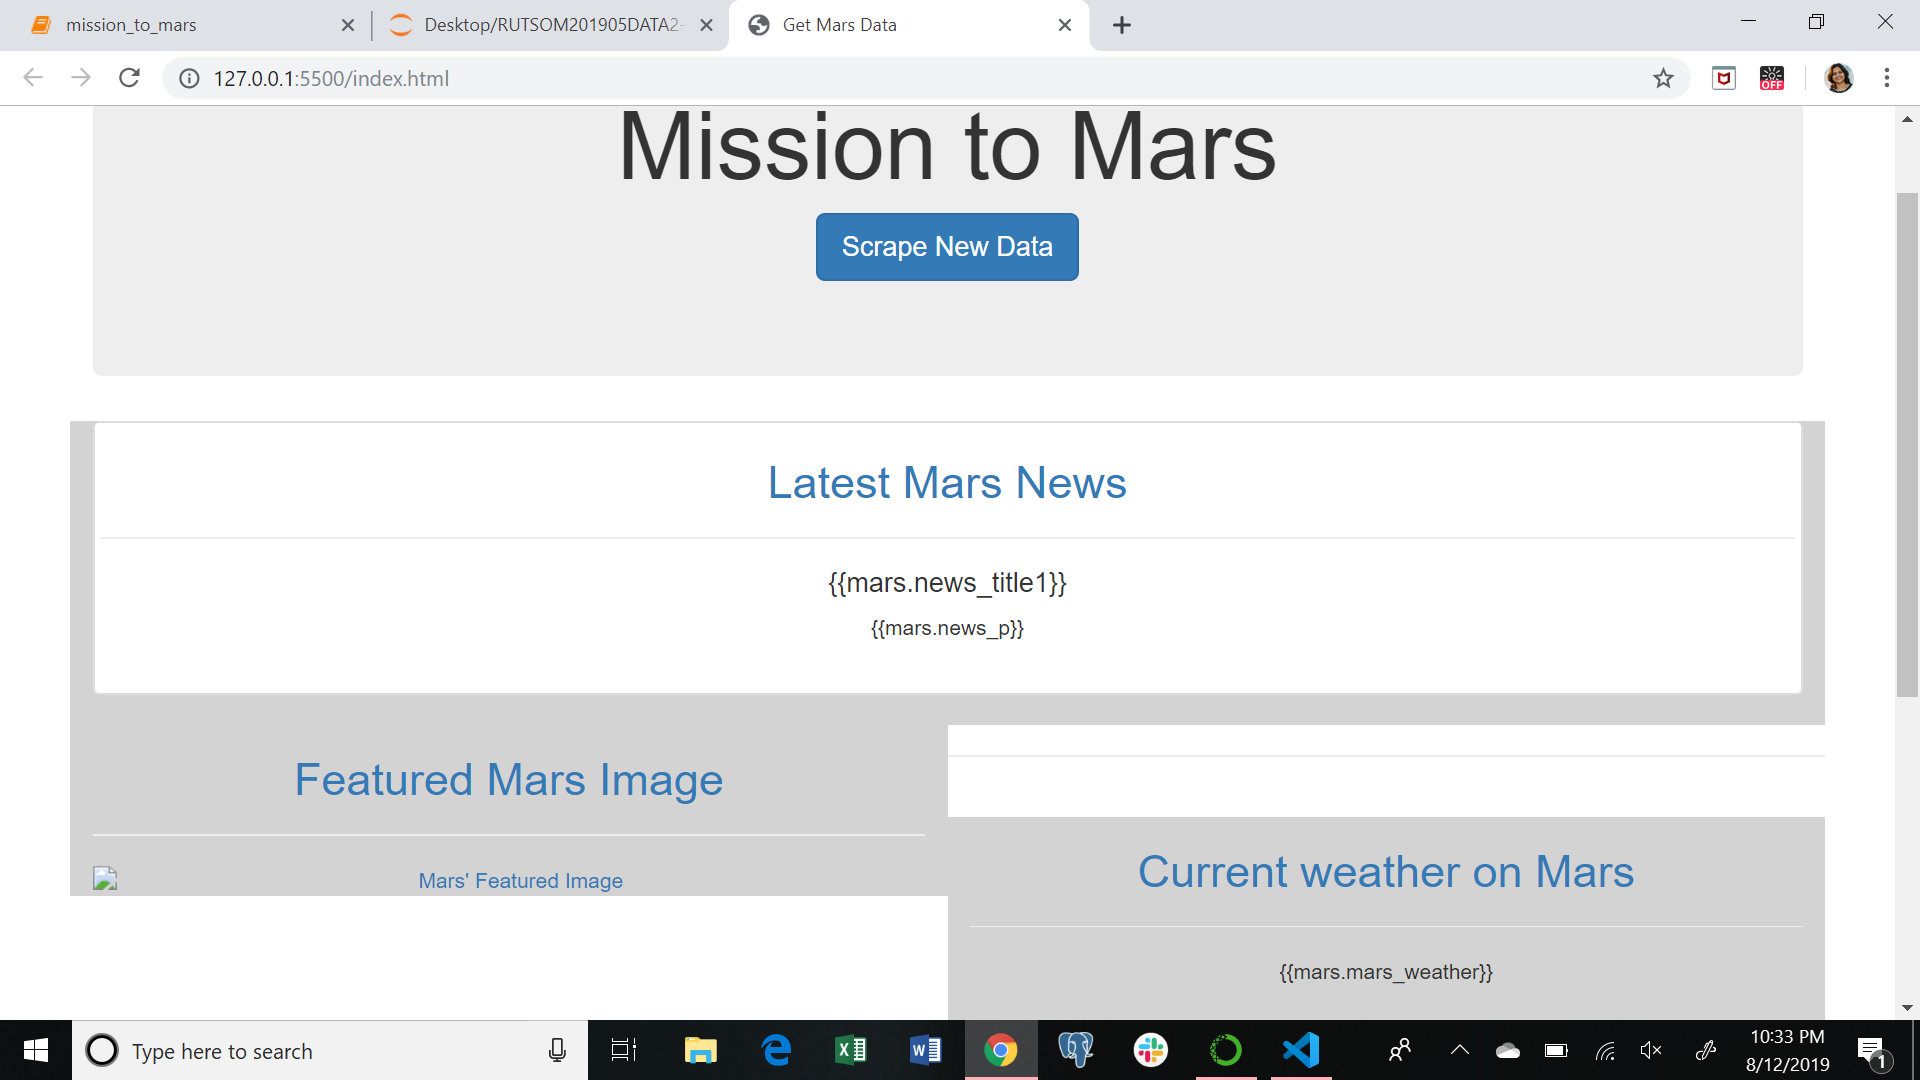 mission_to_mars
Desktop/RUTSOM201905DATA2-
Get Mars Data
127.0.0.1:5500/index.html
OFF
Mission to Mars
Scrape New Data
Latest Mars News
{{mars.news_title1}}
{{mars.news_p}}
Featured Mars Image
Mars' Featured Image
Current weather on Mars
{{mars.mars_weather}}
Type here to search
10:33 PM
8/12/2019
1